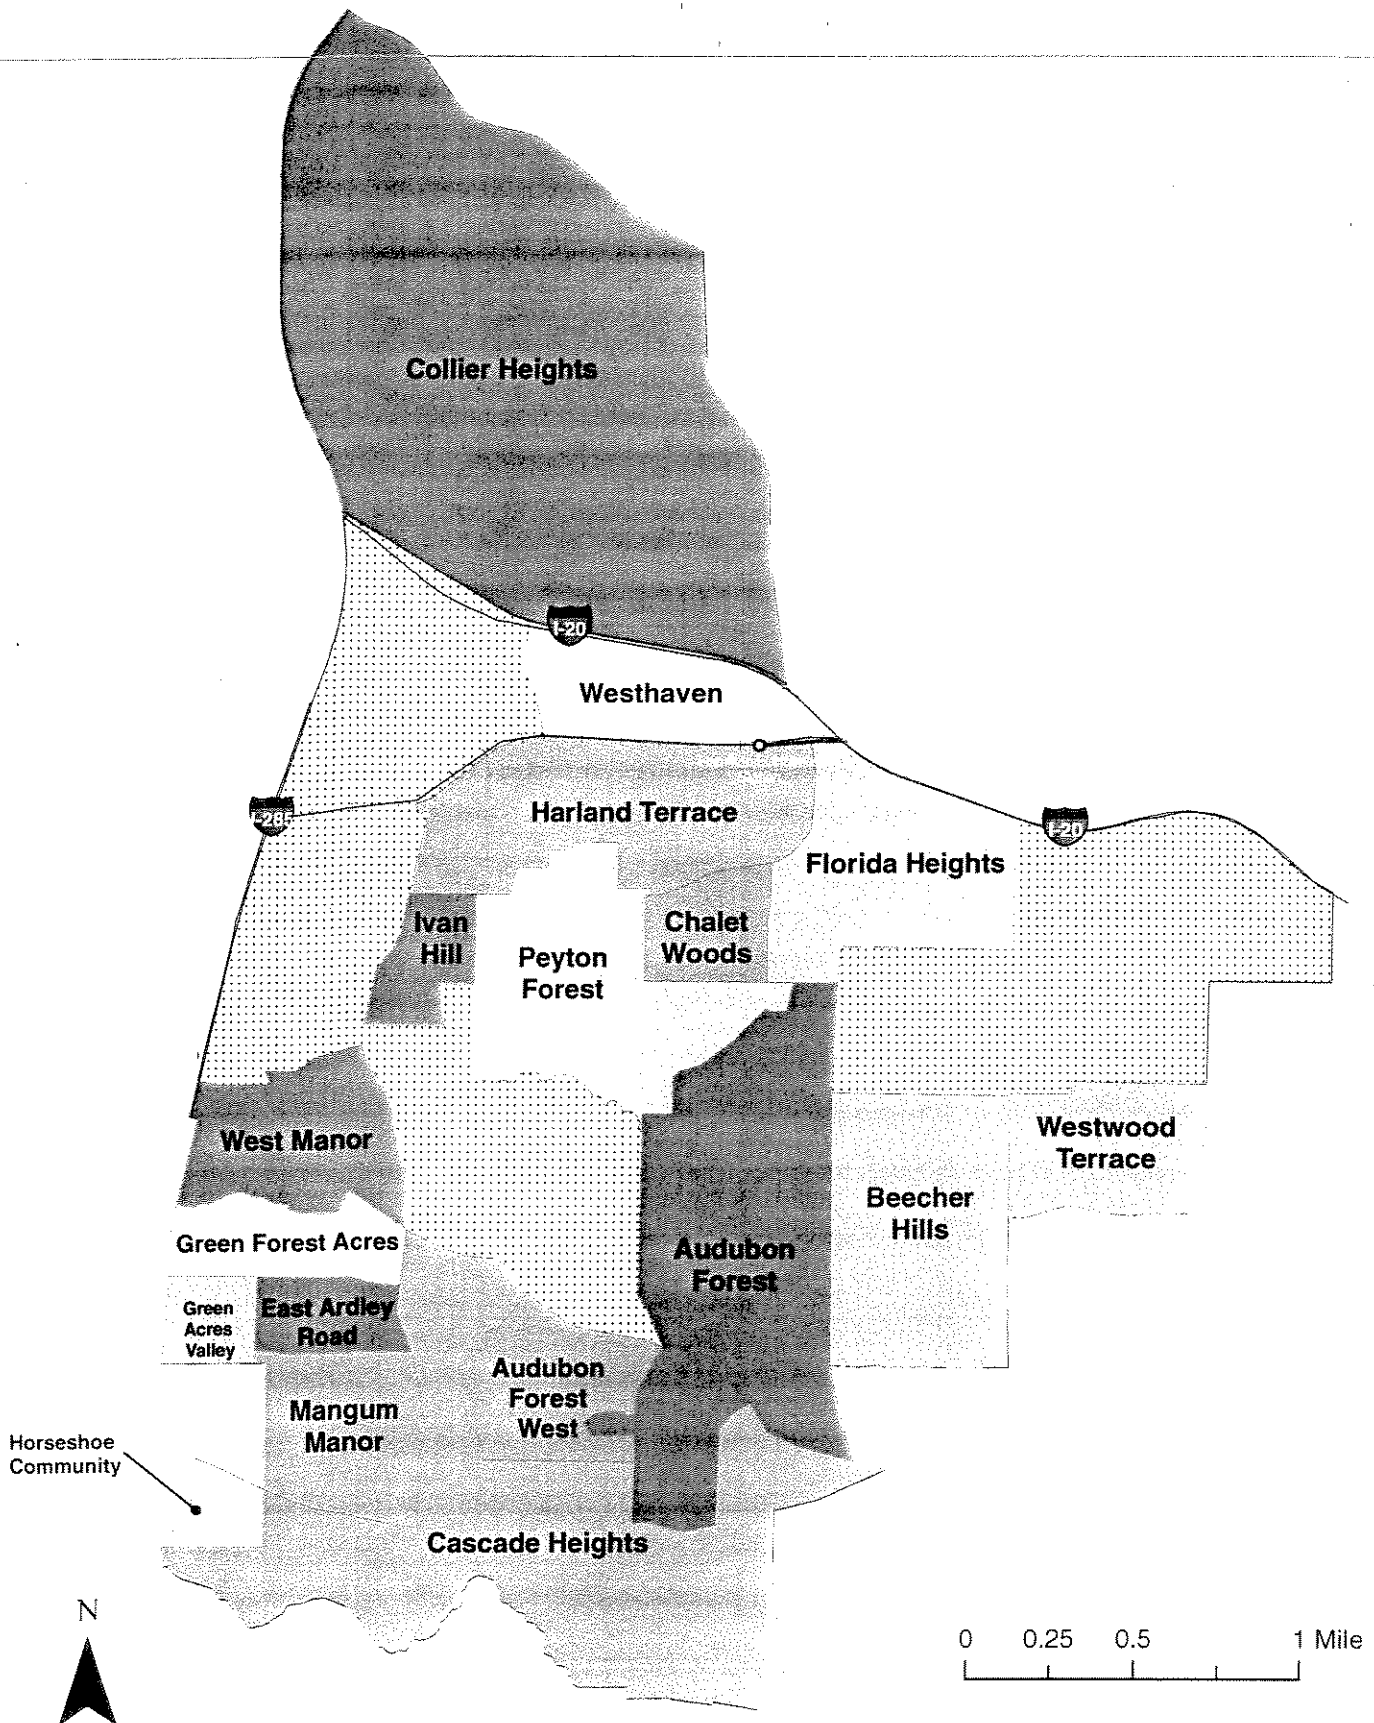 Collier Heights
I-20
Westhaven
I-285
Harland Terrace
I-20
Florida Heights
Ivan
Hill
Chalet
Woods
Peyton
Forest
West Manor
Westwood
Terrace
Beecher
Hills
Green Forest Acres
Audubon
Forest
Green
Acres
Valley
East Ardley
Road
Audubon
Forest
West
Mangum
Manor
Horseshoe
Community
Cascade Heights
N
0 0.25 0.5 1 Mile